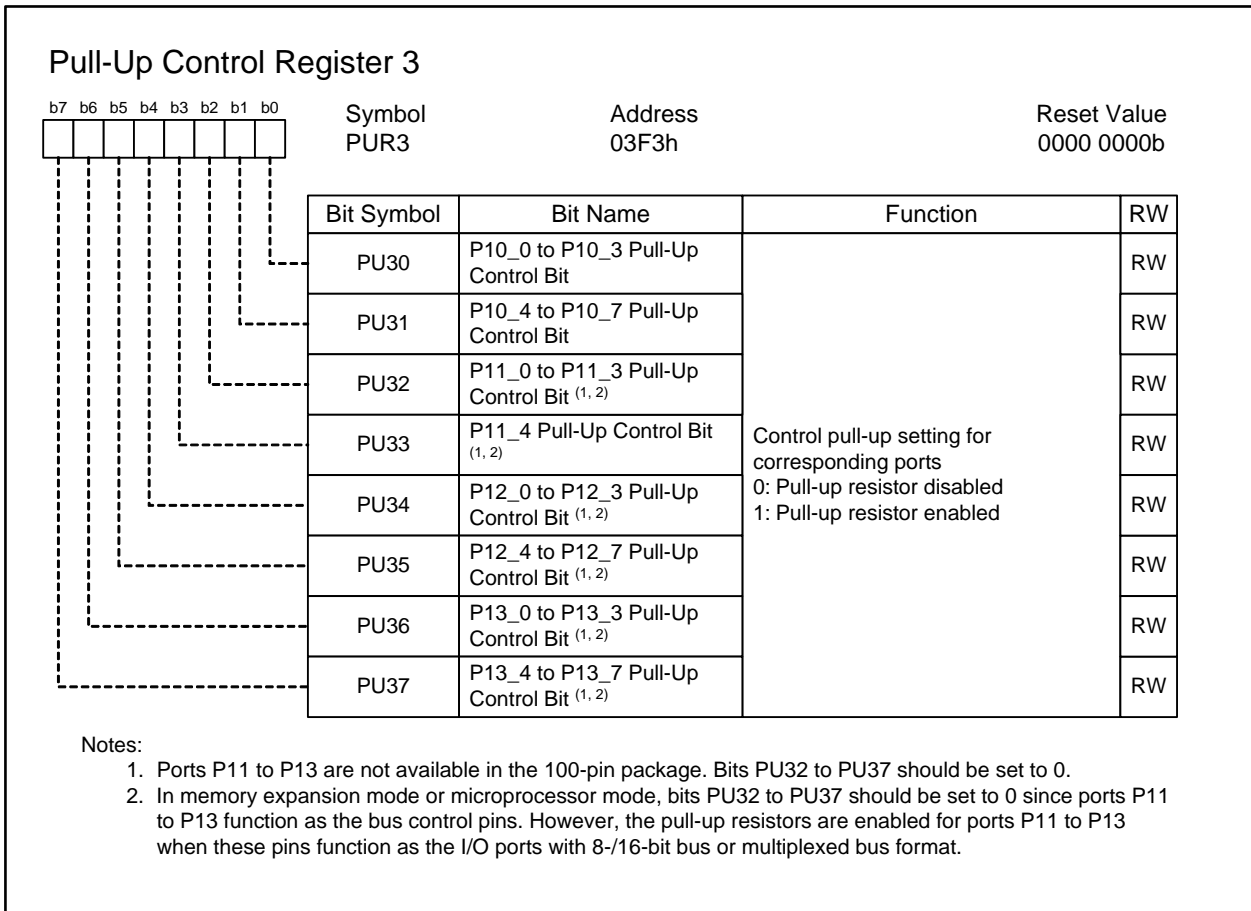 Pull-Up Control Register 3
b7 b6 b5 b4 b3 b2 b1 b0
Symbol Address Reset Value
PUR3 03F3h 0000 0000b
Bit Symbol Bit Name Function RW
PU30 P10_0 to P10_3 Pull-Up
Control Bit RW
PU31 P10_4 to P10_7 Pull-Up
Control Bit RW
PU32 P11_0 to P11_3 Pull-Up
Control Bit (1, 2) RW
PU33 P11_4 Pull-Up Control Bit
(1, 2) RW
PU34 P12_0 to P12_3 Pull-Up
Control Bit (1, 2) RW
PU35 P12_4 to P12_7 Pull-Up
Control Bit (1, 2) RW
PU36 P13_0 to P13_3 Pull-Up
Control Bit (1, 2) RW
PU37 P13_4 to P13_7 Pull-Up
Control Bit (1, 2) RW
Control pull-up setting for
corresponding ports
0: Pull-up resistor disabled
1: Pull-up resistor enabled
Notes:
1. Ports P11 to P13 are not available in the 100-pin package. Bits PU32 to PU37 should be set to 0.
2. In memory expansion mode or microprocessor mode, bits PU32 to PU37 should be set to 0 since ports P11
to P13 function as the bus control pins. However, the pull-up resistors are enabled for ports P11 to P13
when these pins function as the I/O ports with 8-/16-bit bus or multiplexed bus format.